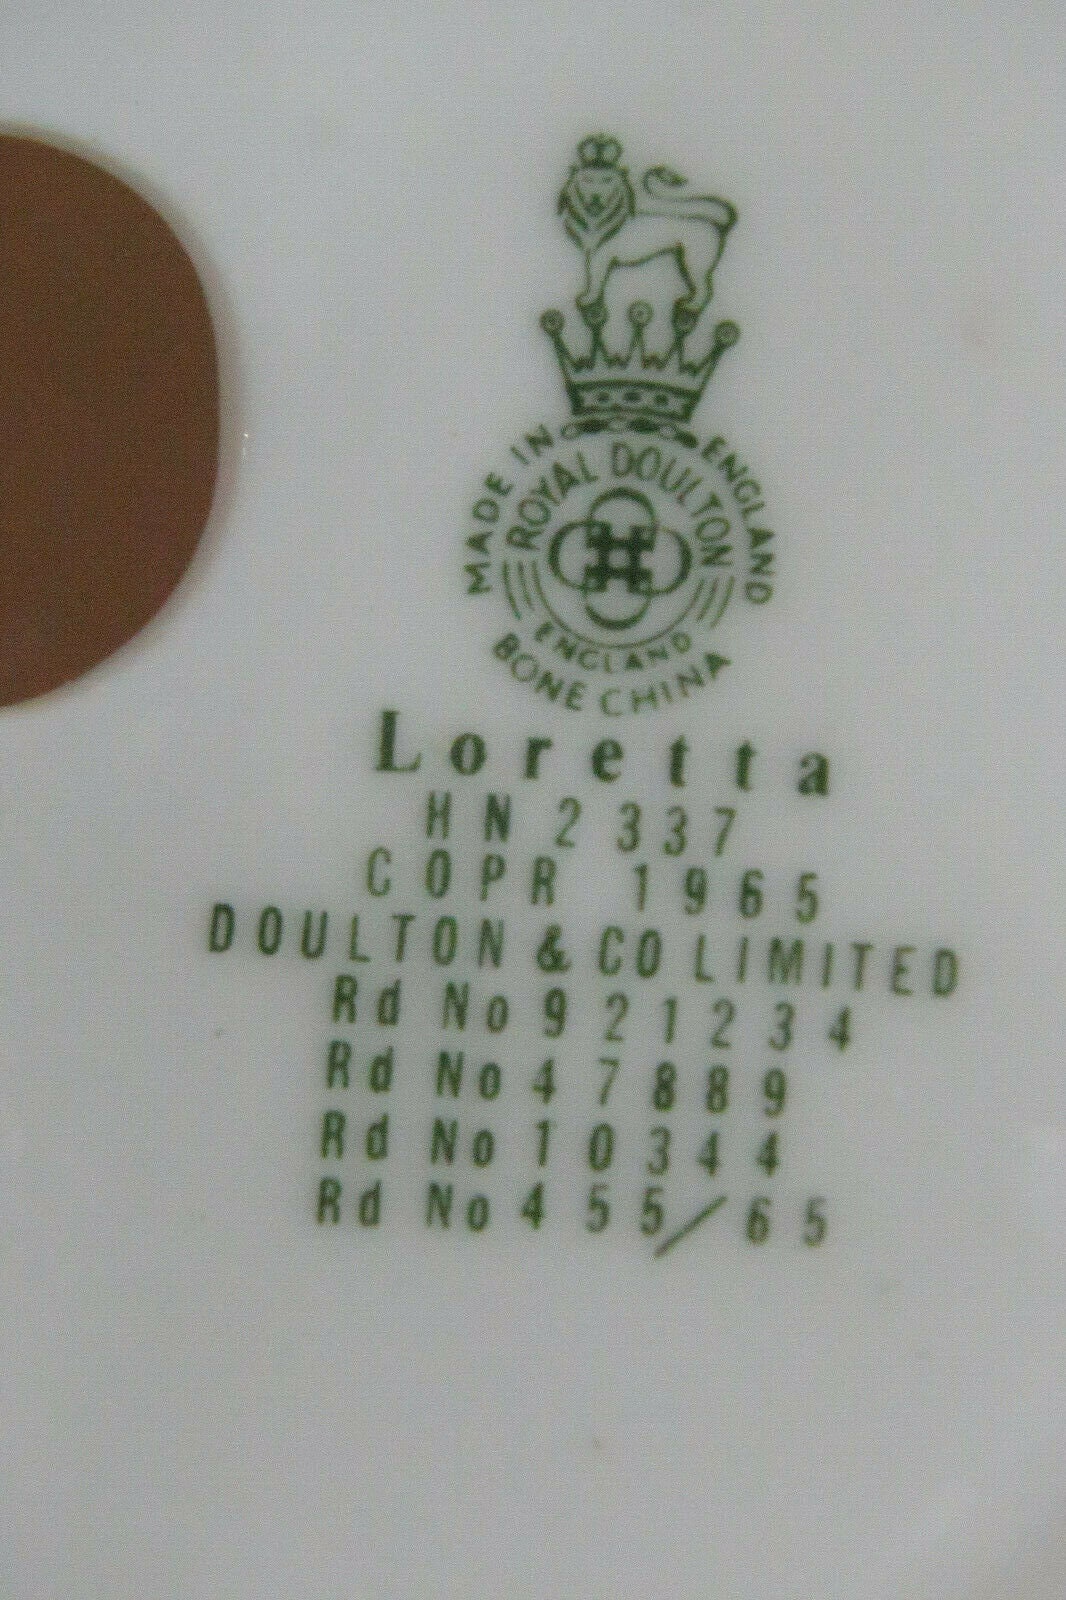 MADE IN ENGLAND
ROYAL DOULTON
ENGLAND
BONE CHINA
Loretta
HN 2337
COPR 1965
DOULTON & CO LIMITED
Rd No 921234
Rd No 47889
Rd No 10344
Rd No 455/65